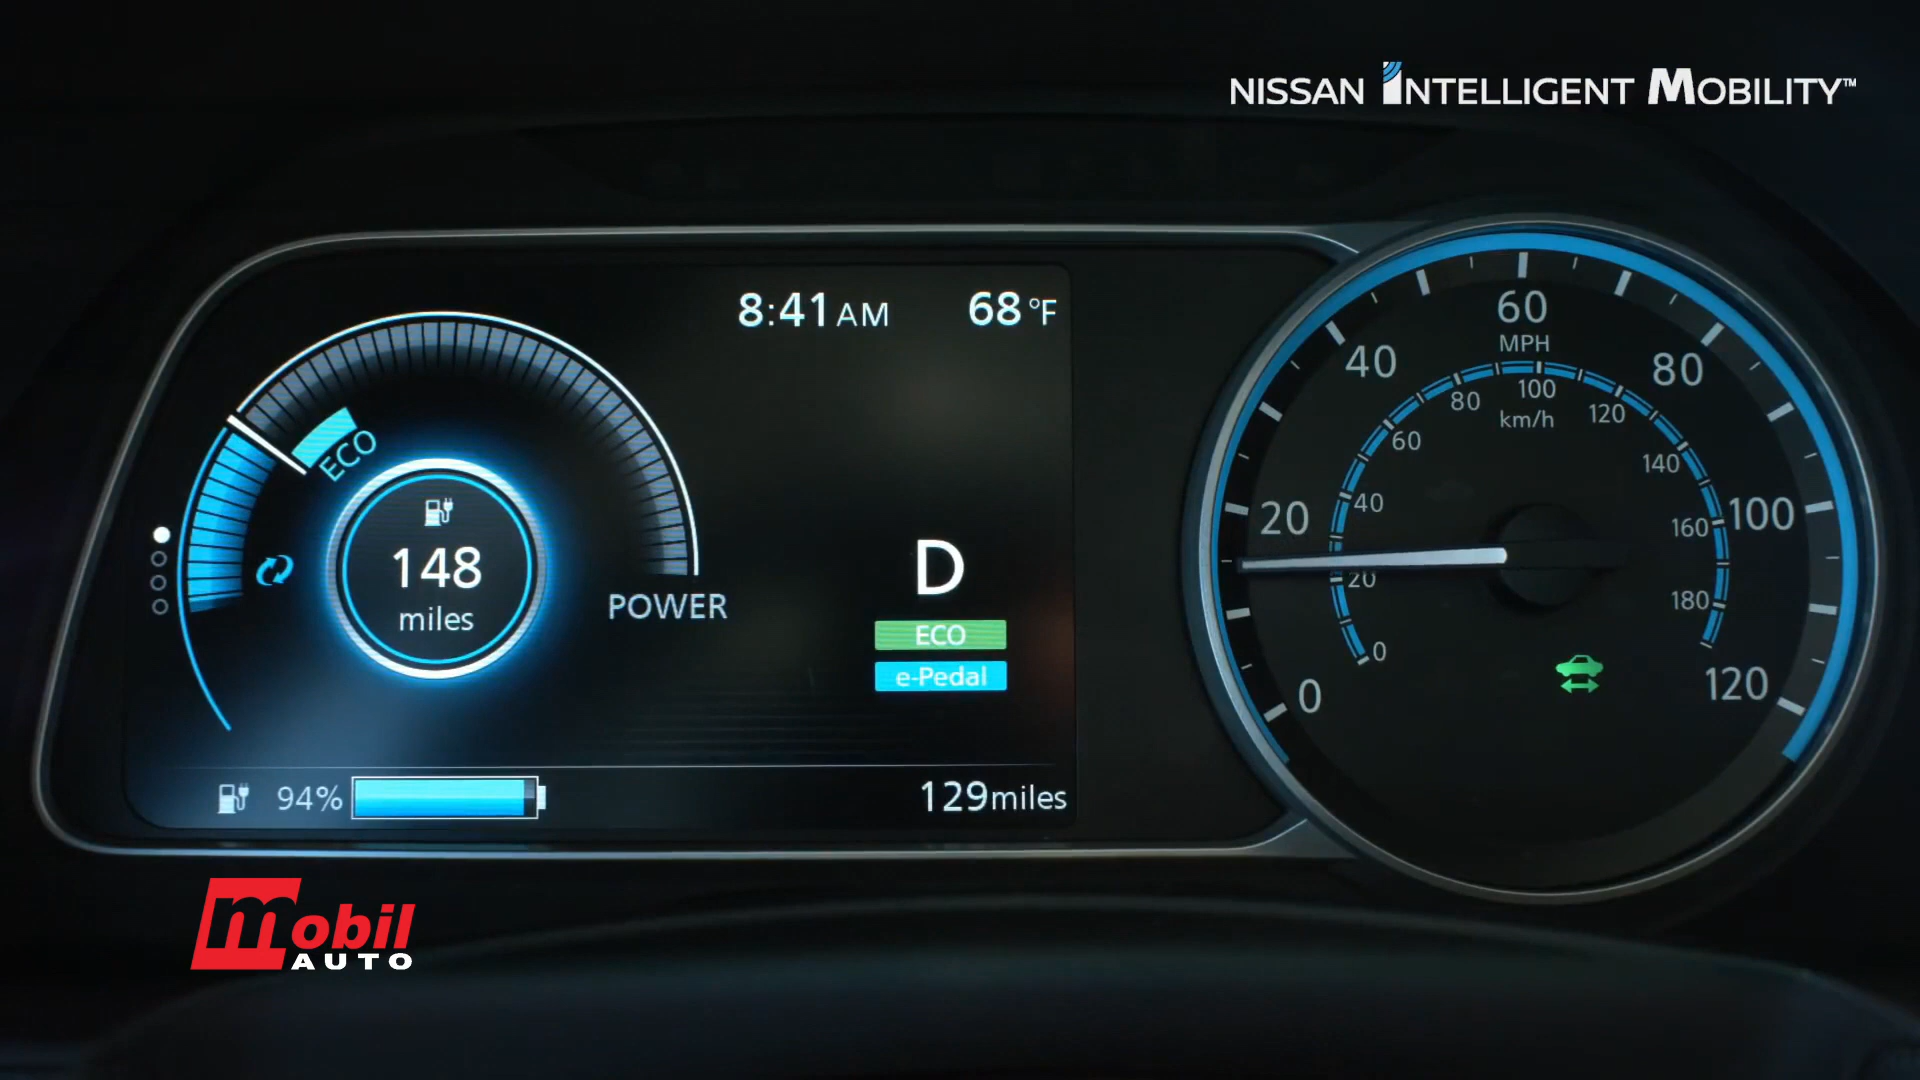 NISSAN INTELLIGENT MOBILITY™
8:41 AM 68 °F
ECO
148
miles
POWER
D
ECO
e-Pedal
94%
129miles
0
20
40
60
MPH
80
100
120
0
20
40
60
80
100
km/h
120
140
160
180
mobil
AUTO